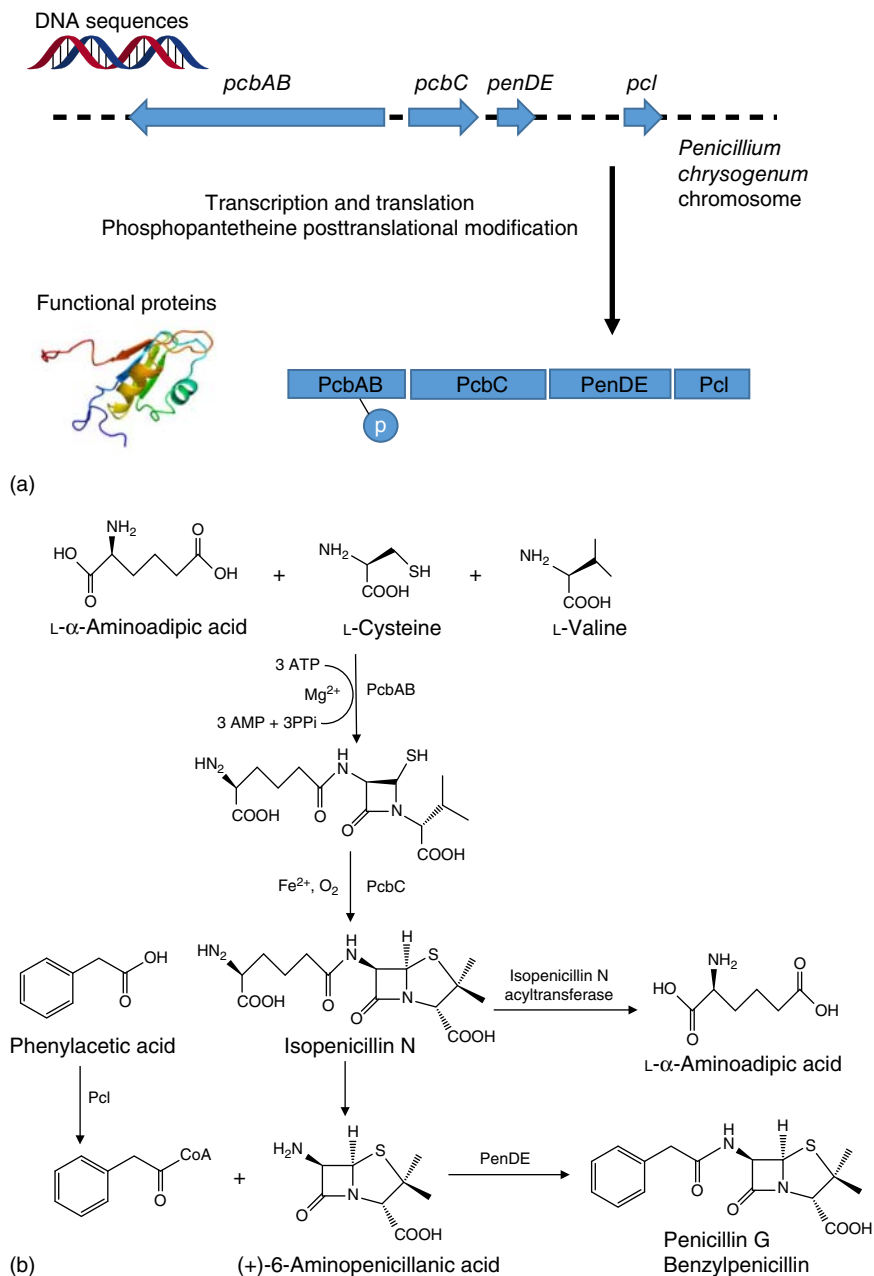 DNA sequences
pcbAB
pcbC
penDE
pcl
Penicillium
chrysogenum
chromosome
Transcription and translation
Phosphopantetheine posttranslational modification
Functional proteins
PcbAB
PcbC
PenDE
Pcl
p
(a)
NH2
HO
O
O
OH
+
NH2
SH
COOH
+
NH2
COOH
L-α-Aminoadipic acid
L-Cysteine
L-Valine
3 ATP
Mg2+
PcbAB
3 AMP + 3PPi
H2N
COOH
O
H
N
SH
O
N
COOH
Fe2+, O2
PcbC
OH
O
Phenylacetic acid
H2N
COOH
O
H
N
H
S
O
N
COOH
Isopenicillin N
Isopenicillin N
acyltransferase
NH2
HO
O
O
OH
L-α-Aminoadipic acid
Pcl
CoA
O
+
H2N
H
S
O
N
COOH
(+)-6-Aminopenicillanic acid
PenDE
O
H
N
H
S
O
N
COOH
Penicillin G
Benzylpenicillin
(b)